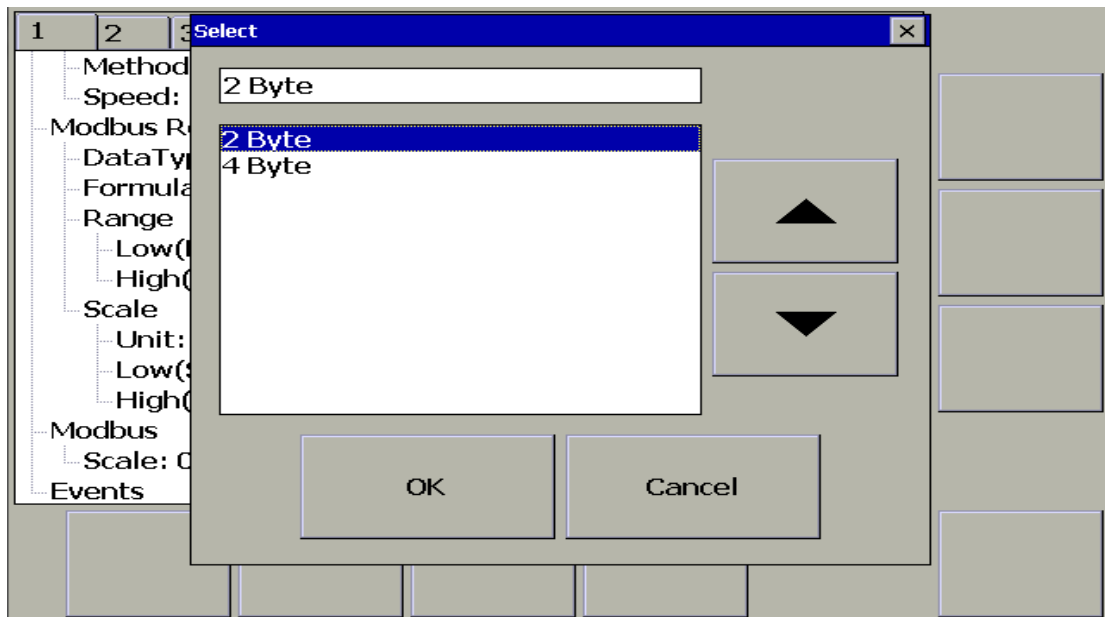 1
2
3
Select
Method
Speed:
2 Byte
Modbus R
2 Byte
DataTyp
4 Byte
Formula
Range
Low(
High(
Scale
Unit:
Low(S
High(
Modbus
Scale: 0
Events
OK
Cancel